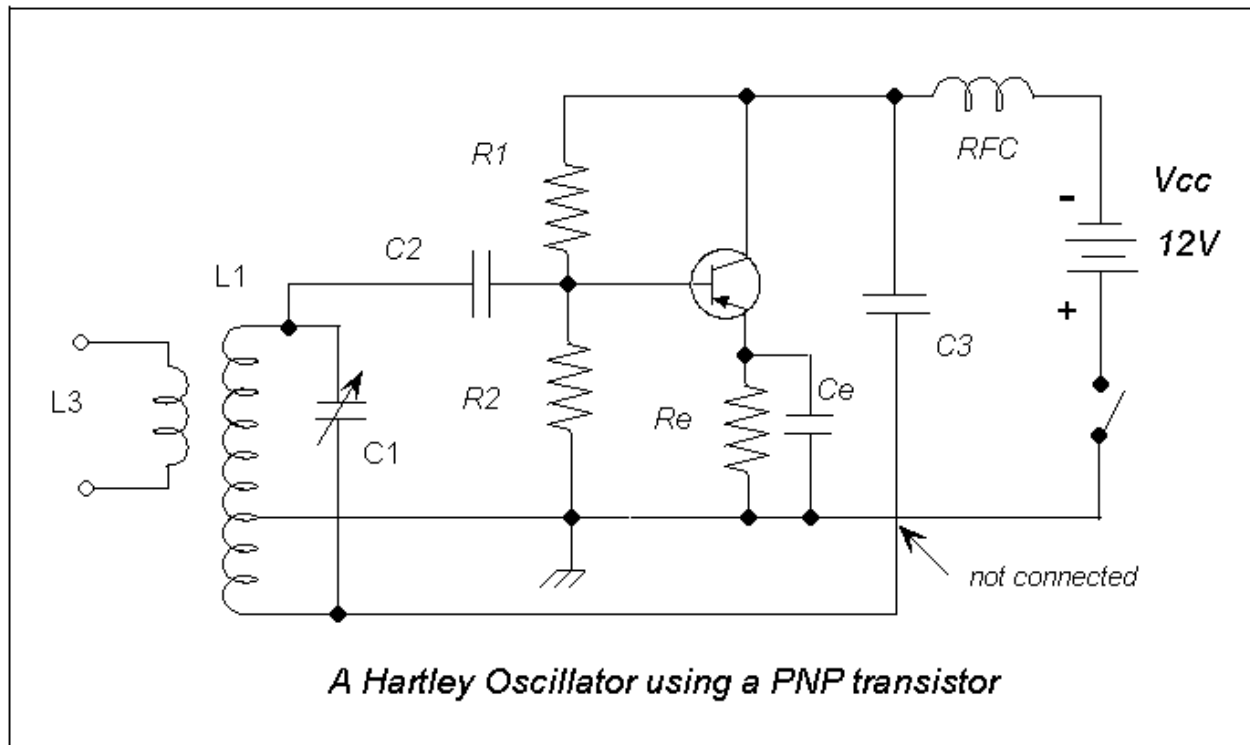 R1
RFC
Vcc
-
12V
C2
L1
+
C3
L3
R2
Ce
Re
C1
not connected
A Hartley Oscillator using a PNP transistor